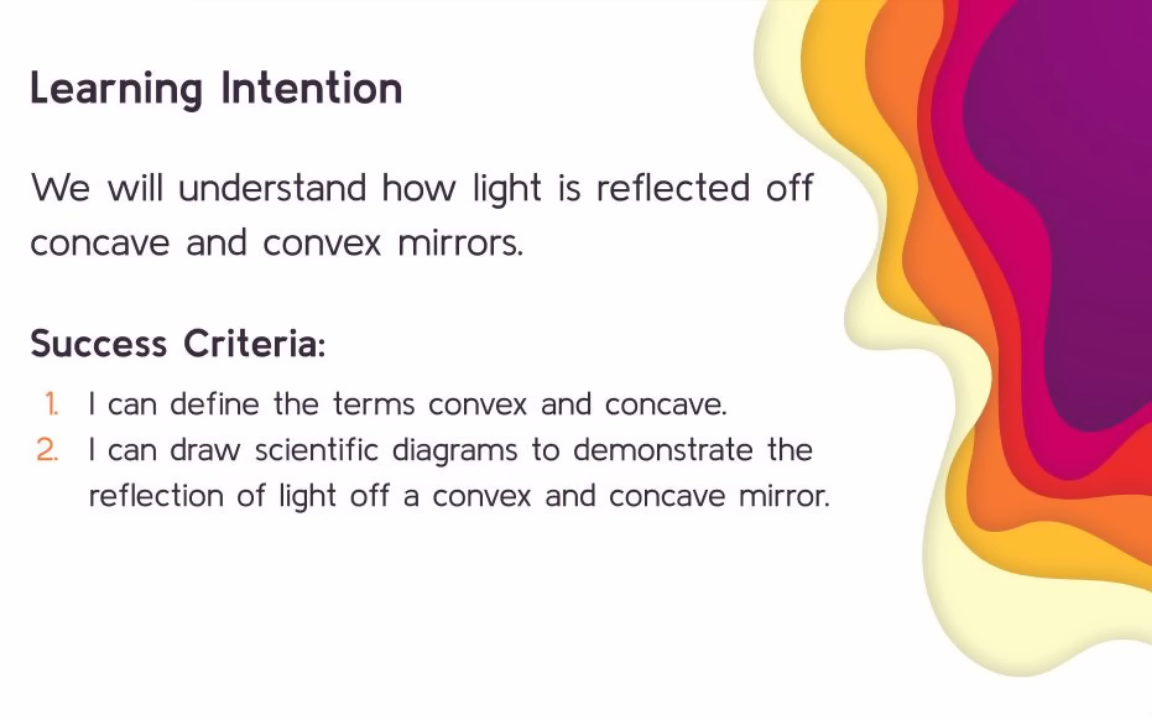 Learning Intention
We will understand how light is reflected off
concave and convex mirrors.
Success Criteria:
1. I can define the terms convex and concave.
2. I can draw scientific diagrams to demonstrate the
reflection of light off a convex and concave mirror.